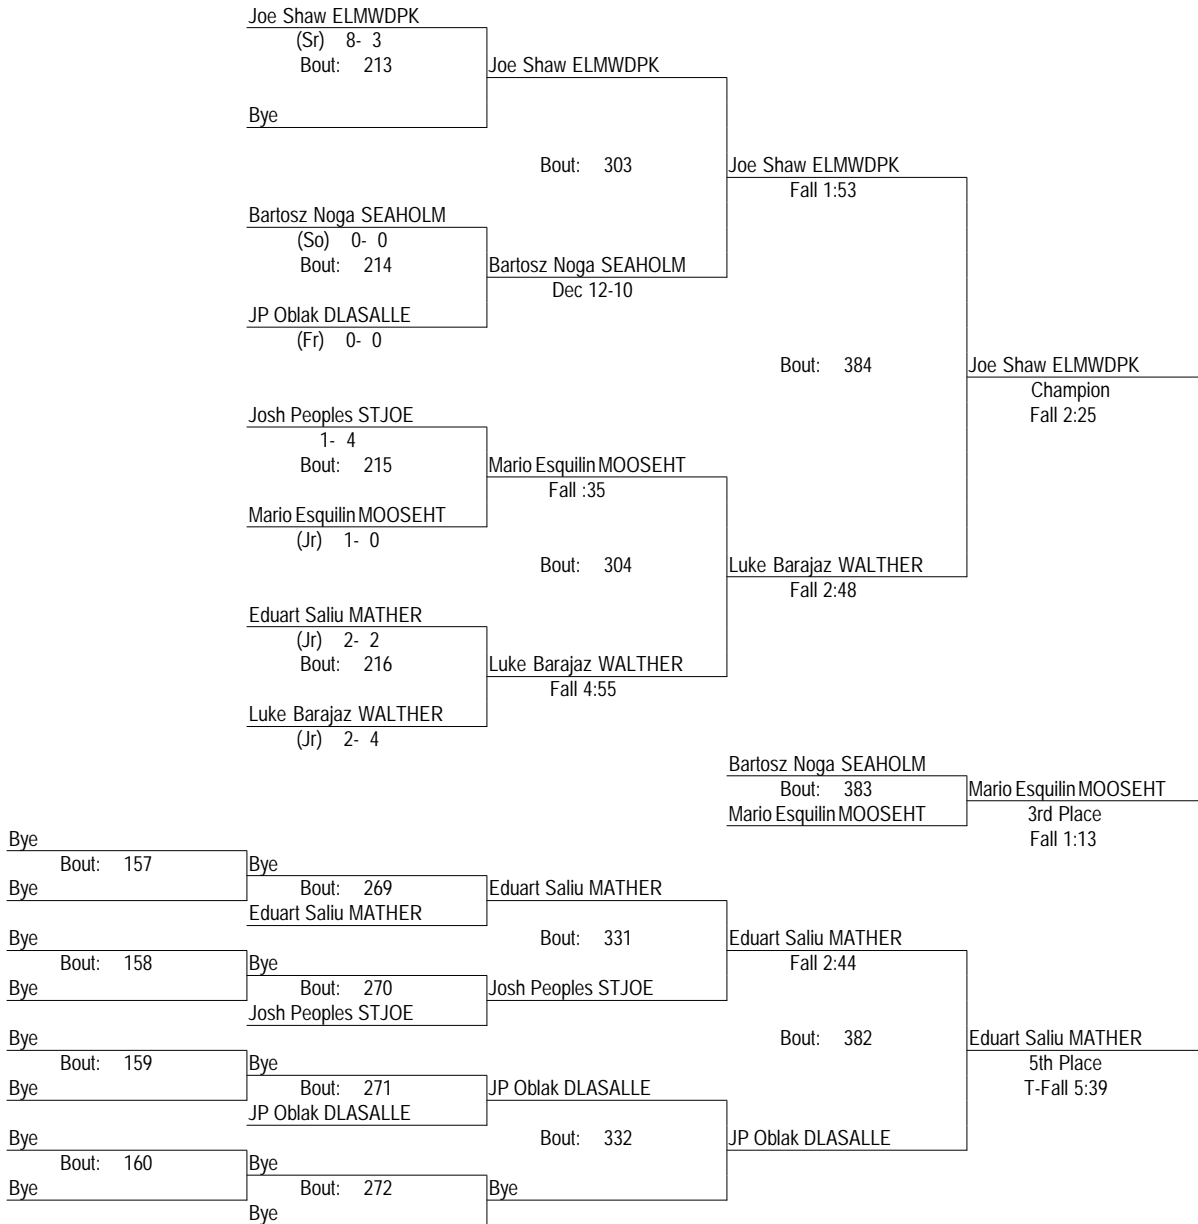 Joe Shaw ELMWDPK
(Sr) 8- 3
Bout: 213
Joe Shaw ELMWDPK
Bye
Bout: 303
Joe Shaw ELMWDPK
Fall 1:53
Bartosz Noga SEAHOLM
(So) 0- 0
Bout: 214
Bartosz Noga SEAHOLM
Dec 12-10
JP Oblak DLASALLE
(Fr) 0- 0
Bout: 384
Joe Shaw ELMWDPK
Champion
Fall 2:25
Josh Peoples STJOE
1- 4
Bout: 215
Mario Esquilin MOOSEHT
Fall :35
Mario Esquilin MOOSEHT
(Jr) 1- 0
Bout: 304
Luke Barajaz WALTHER
Fall 2:48
Eduart Saliu MATHER
(Jr) 2- 2
Bout: 216
Luke Barajaz WALTHER
Fall 4:55
Luke Barajaz WALTHER
(Jr) 2- 4
Bartosz Noga SEAHOLM
Bout: 383
Mario Esquilin MOOSEHT
Mario Esquilin MOOSEHT
3rd Place
Fall 1:13
Bye
Bout: 157
Bye
Bye
Bout: 269
Eduart Saliu MATHER
Eduart Saliu MATHER
Bye
Bout: 331
Eduart Saliu MATHER
Fall 2:44
Bout: 158
Bye
Bye
Bout: 270
Josh Peoples STJOE
Josh Peoples STJOE
Bye
Bout: 382
Eduart Saliu MATHER
5th Place
T-Fall 5:39
Bout: 159
Bye
Bye
Bout: 271
JP Oblak DLASALLE
JP Oblak DLASALLE
Bye
Bout: 332
JP Oblak DLASALLE
Bout: 160
Bye
Bye
Bout: 272
Bye
Bye